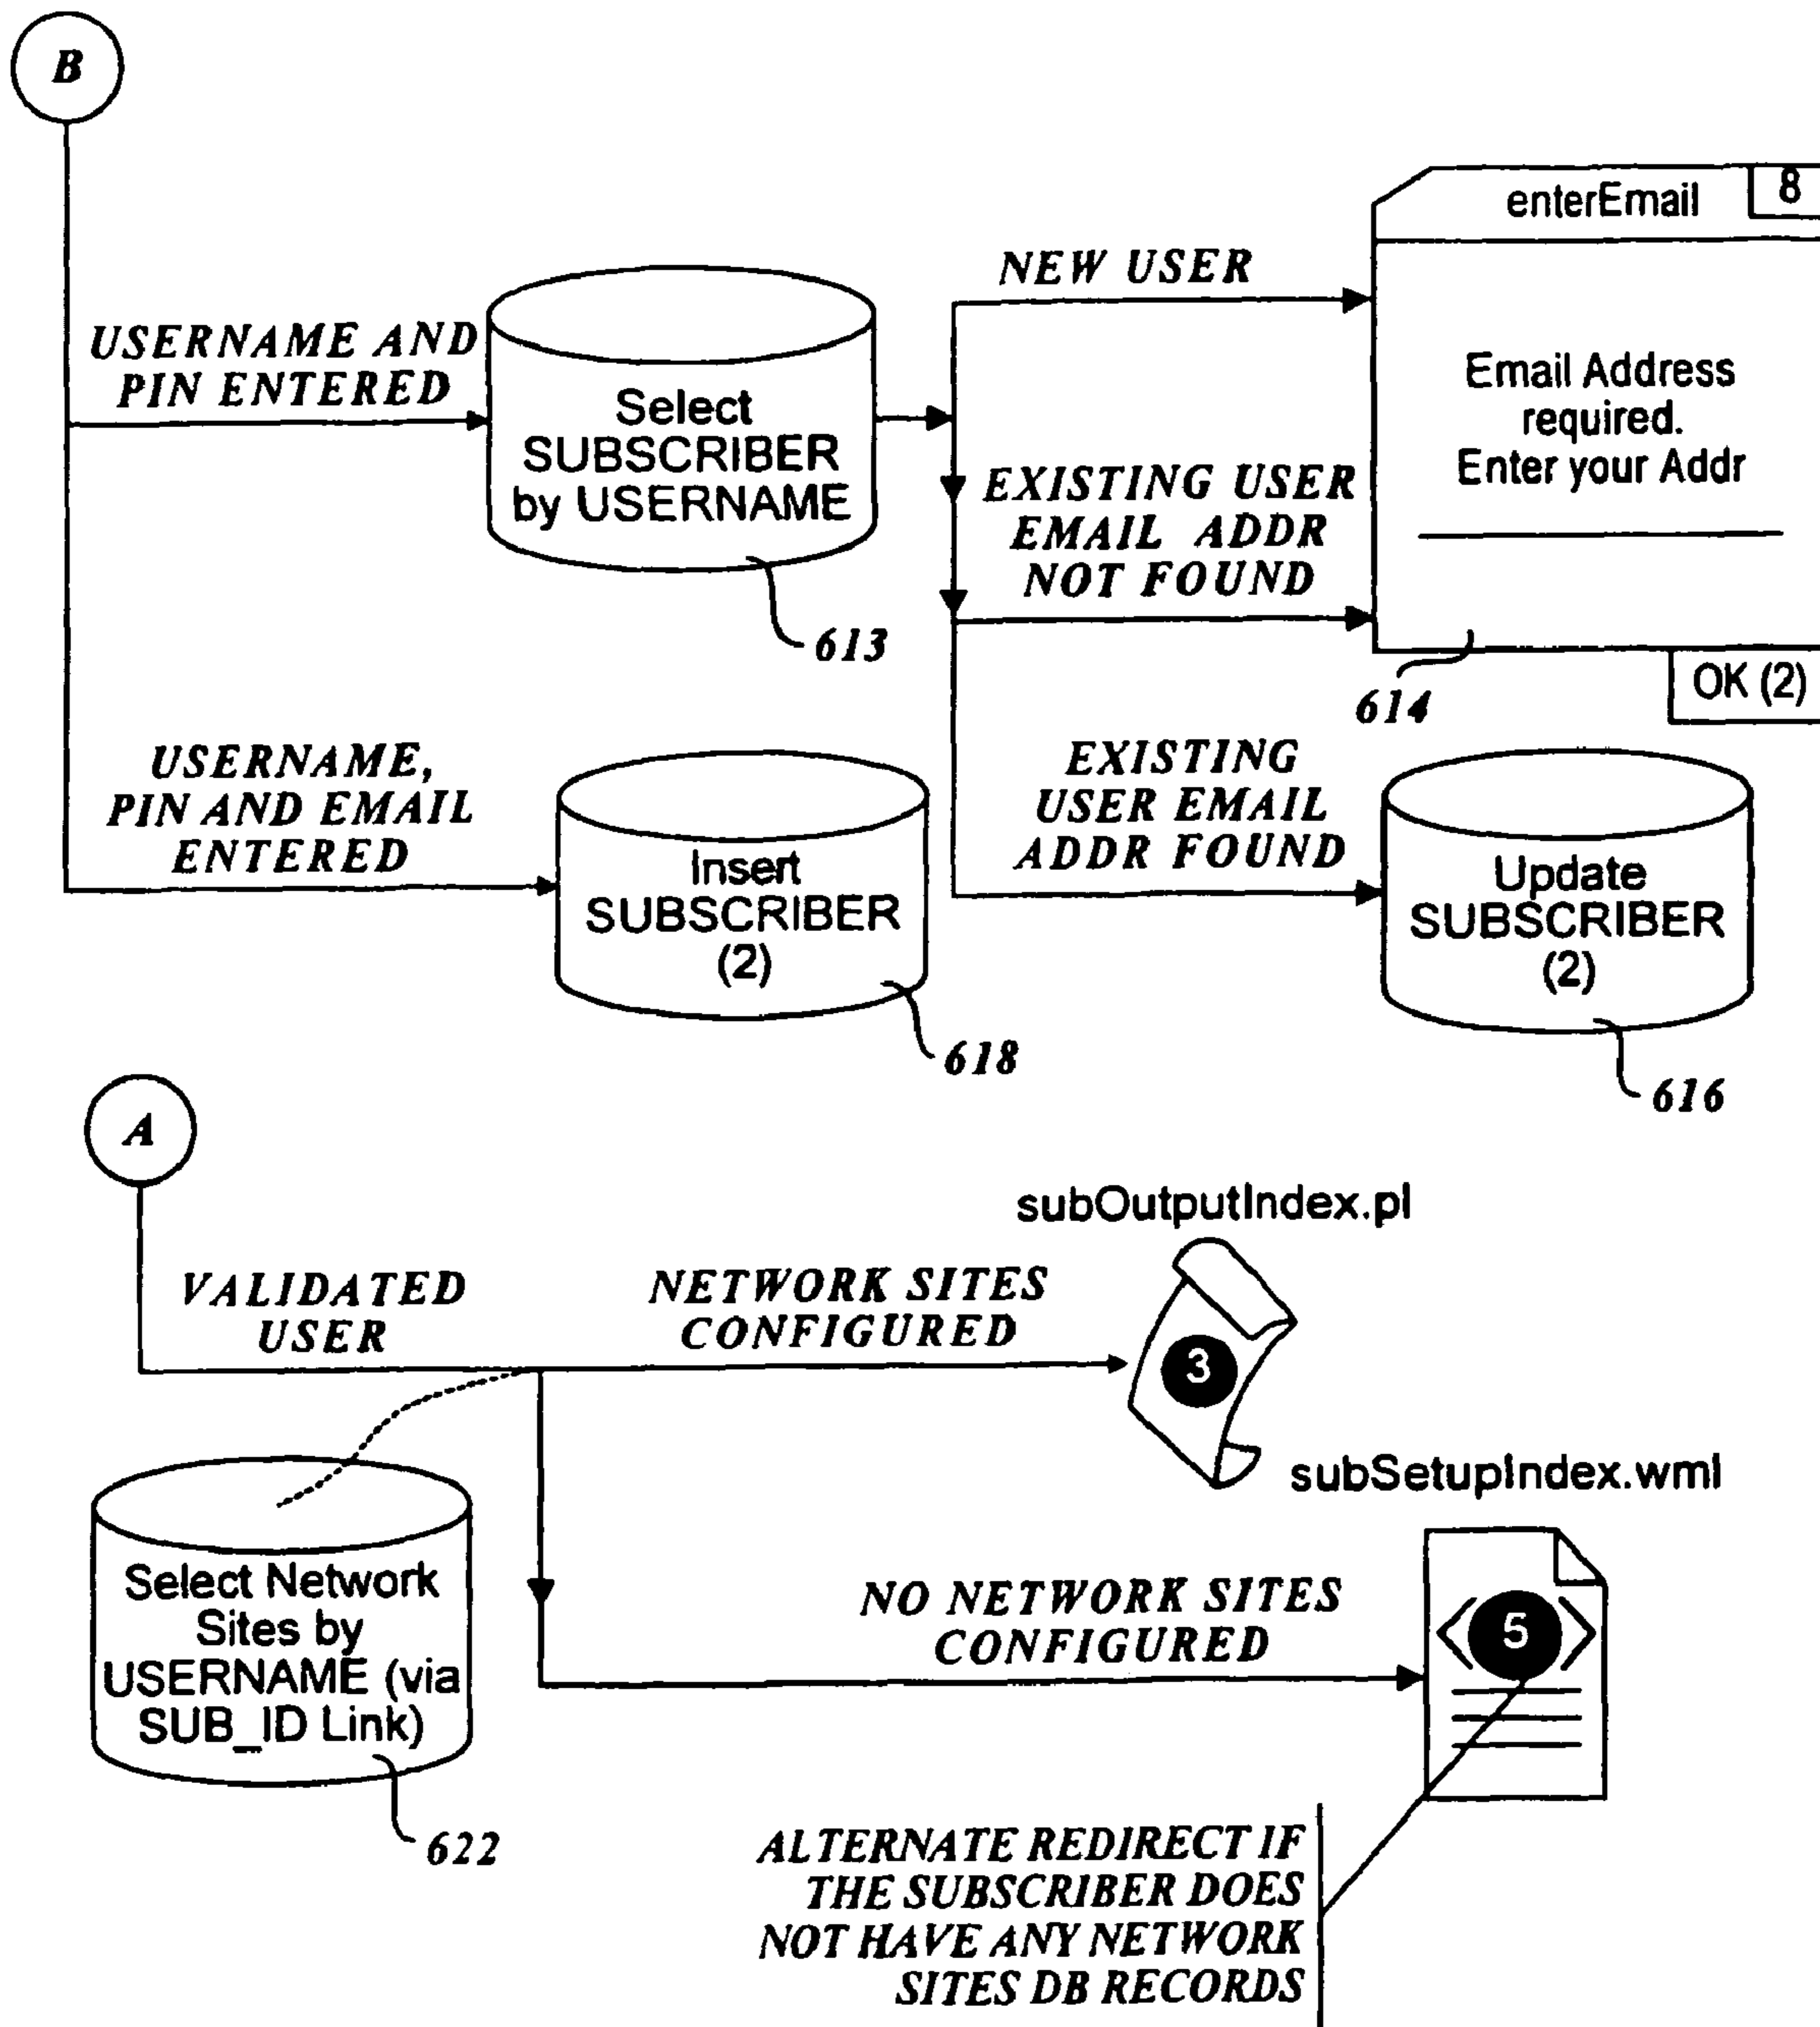 B
enterEmail
8
NEW USER
USERNAME AND
PIN ENTERED
Select
SUBSCRIBER
by USERNAME
Email Address
required.
Enter your Addr
EXISTING USER
EMAIL ADDR
NOT FOUND
613
614
OK (2)
USERNAME,
PIN AND EMAIL
ENTERED
Insert
SUBSCRIBER
(2)
EXISTING
USER EMAIL
ADDR FOUND
Update
SUBSCRIBER
(2)
618
616
A
subOutputIndex.pl
VALIDATED
USER
NETWORK SITES
CONFIGURED
3
subSetupIndex.wml
Select Network
Sites by
USERNAME (via
SUB_ID Link)
NO NETWORK SITES
CONFIGURED
<5>
622
ALTERNATE REDIRECT IF
THE SUBSCRIBER DOES
NOT HAVE ANY NETWORK
SITES DB RECORDS